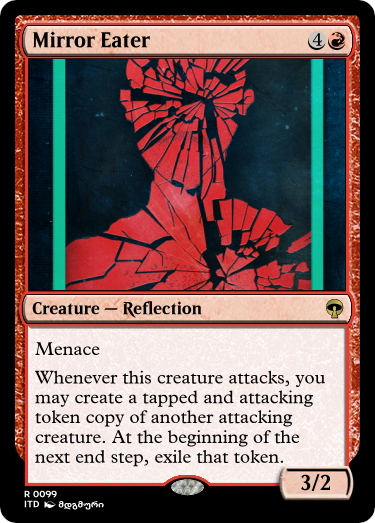 Mirror Eater 4
Creature — Reflection
Menace
Whenever this creature attacks, you
may create a tapped and attacking
token copy of another attacking
creature. At the beginning of the
next end step, exile that token.
3/2
R 0099
ITD მდგმური